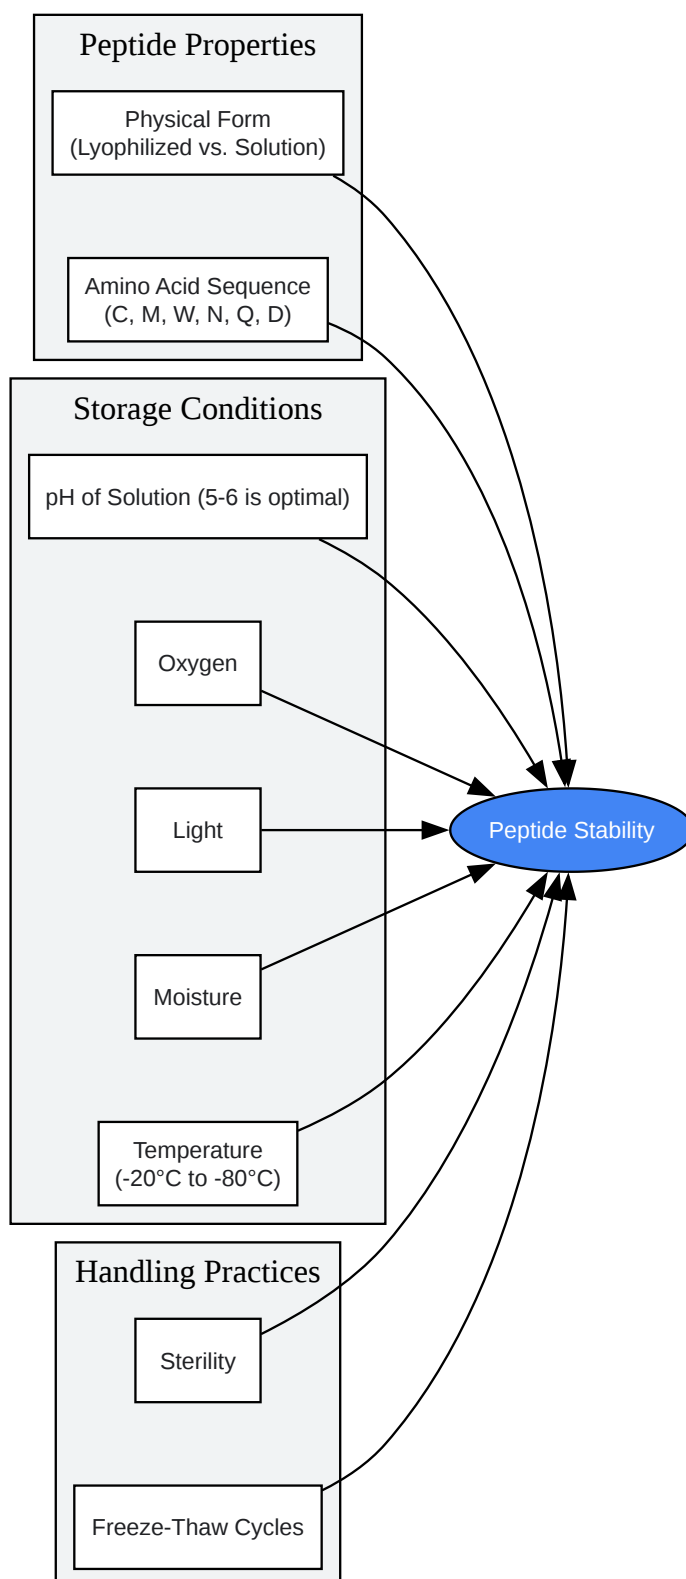 Peptide Properties
Physical Form
(Lyophilized vs. Solution)
Amino Acid Sequence
(C, M, W, N, Q, D)
Storage Conditions
pH of Solution (5-6 is optimal)
Oxygen
Light
Peptide Stability
Moisture
Temperature
(-20°C to -80°C)
Handling Practices
Sterility
Freeze-Thaw Cycles